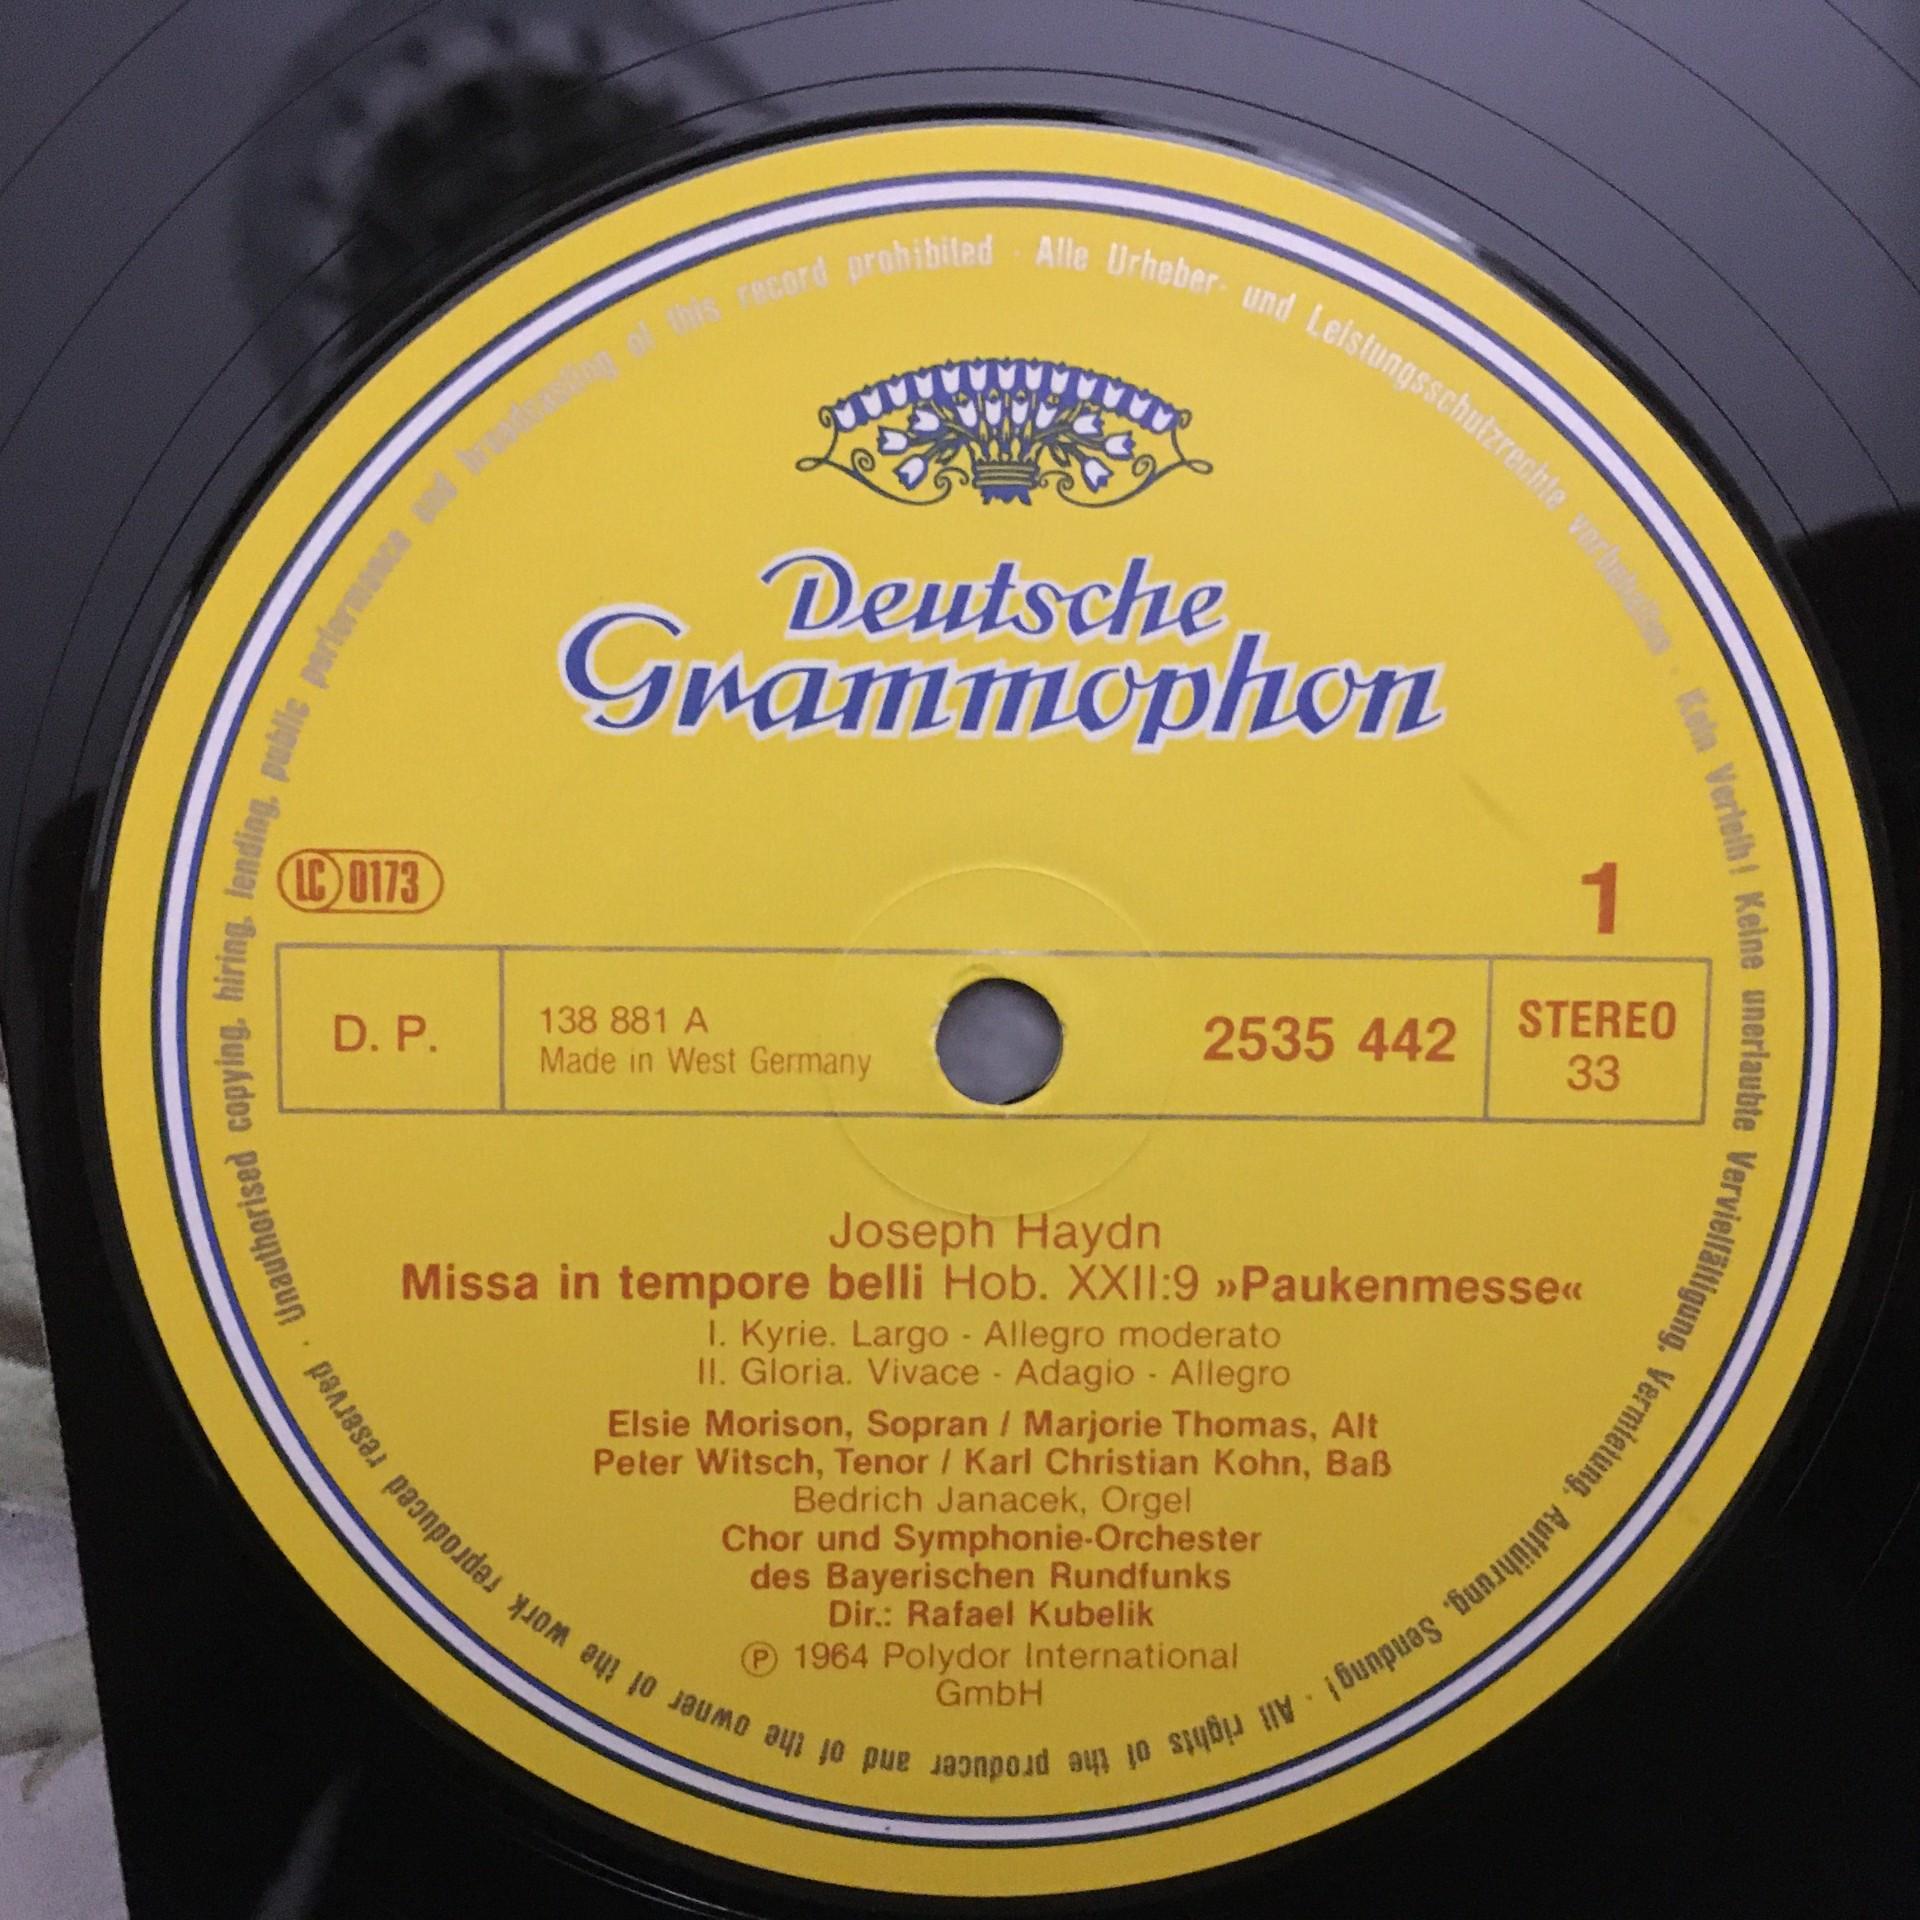 Deutsche
Grammophon
LC 0173
1
D. P.
138 881 A
Made in West Germany
2535 442
STEREO
33
Joseph Haydn
Missa in tempore belli Hob. XXII:9 »Paukenmesse«
I. Kyrie. Largo - Allegro moderato
II. Gloria. Vivace - Adagio - Allegro
Elsie Morison, Sopran / Marjorie Thomas, Alt
Peter Witsch, Tenor / Karl Christian Kohn, Baß
Bedrich Janacek, Orgel
Chor und Symphonie-Orchester
des Bayerischen Rundfunks
Dir.: Rafael Kubelik
℗ 1964 Polydor International
GmbH
Alle Urheber- und Leistungsschutzrechte vorbehalten · Kein Verleih! Keine unerlaubte Vervielfältigung, Vermietung, Aufführung, Sendung! · All rights of the producer and of the owner of the work reproduced reserved · Unauthorised copying, hiring, lending, public performance and broadcasting of this record prohibited ·